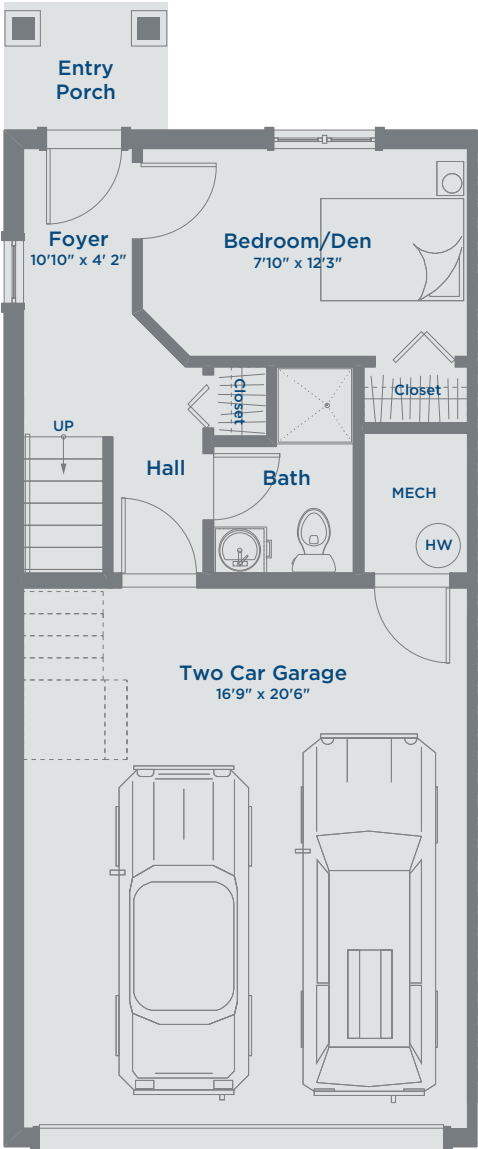 Entry
Porch
Foyer
10'10" x 4' 2"
Bedroom/Den
7'10" x 12'3"
Closet
Closet
UP
Hall
Bath
MECH
HW
Two Car Garage
16'9" x 20'6"